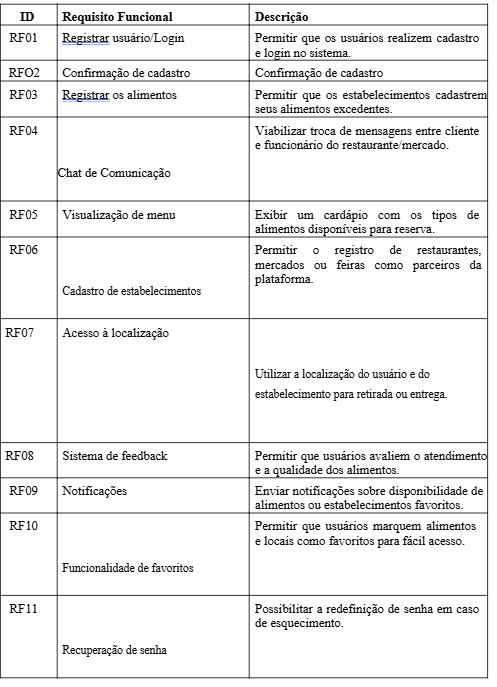 ID Requisito Funcional Descrição
RF01 Registrar usuário/Login Permitir que os usuários realizem cadastro
e login no sistema.
RFO2 Confirmação de cadastro Confirmação de cadastro
RF03 Registrar os alimentos Permitir que os estabelecimentos cadastrem
seus alimentos excedentes.
RF04 Viabilizar troca de mensagens entre cliente
e funcionário do restaurante/mercado.
Chat de Comunicação
RF05 Visualização de menu Exibir um cardápio com os tipos de
alimentos disponíveis para reserva.
RF06 Permitir o registro de restaurantes,
mercados ou feiras como parceiros da
plataforma.
Cadastro de estabelecimentos
RF07 Acesso à localização
Utilizar a localização do usuário e do
estabelecimento para retirada ou entrega.
RF08 Sistema de feedback Permitir que usuários avaliem o atendimento
e a qualidade dos alimentos.
RF09 Notificações Enviar notificações sobre disponibilidade de
alimentos ou estabelecimentos favoritos.
RF10 Permitir que usuários marquem alimentos
e locais como favoritos para fácil acesso.
Funcionalidade de favoritos
RF11 Possibilitar a redefinição de senha em caso
de esquecimento.
Recuperação de senha